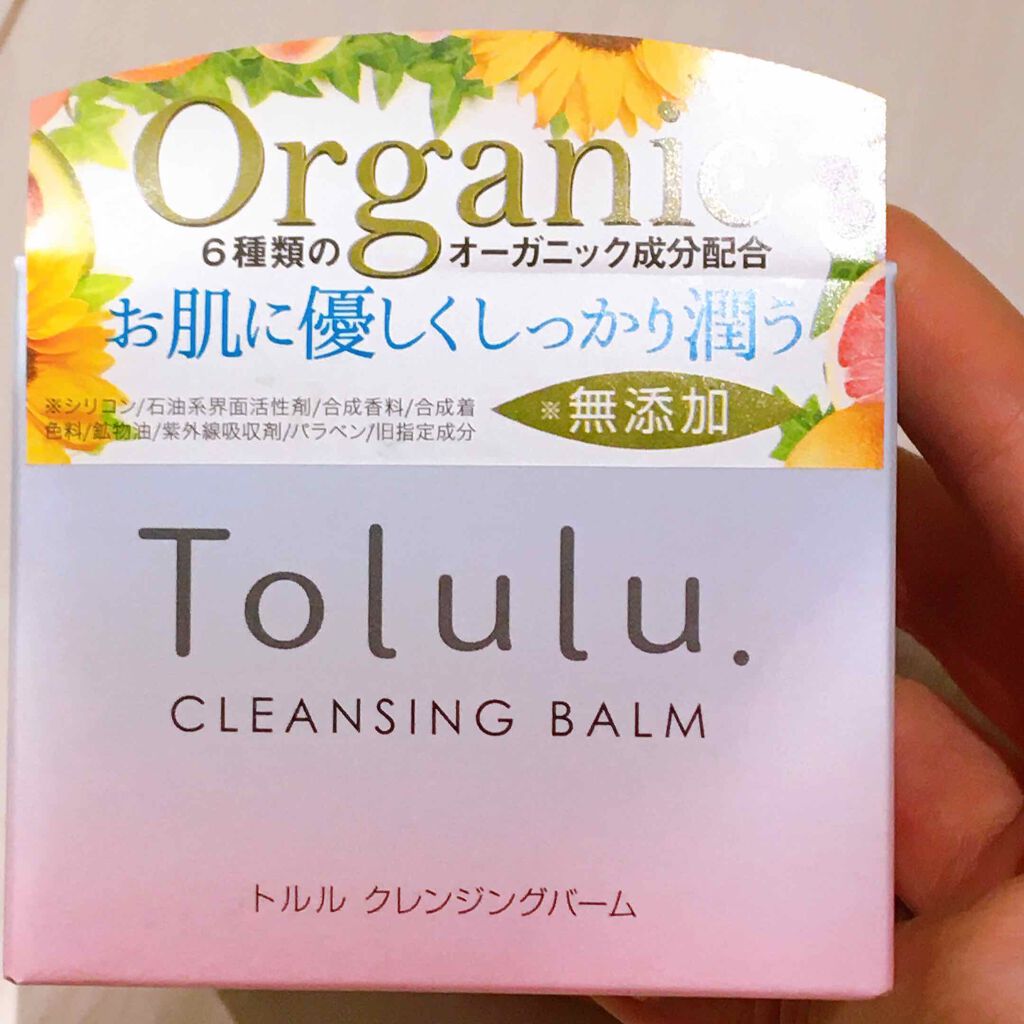 Organic
6種類のオーガニック成分配合
お肌に優しくしっかり潤う
※シリコン/石油系界面活性剤/合成香料/合成着
色料/鉱物油/紫外線吸収剤/パラベン/旧指定成分
※無添加
Tolulu.
CLEANSING BALM
トルル クレンジングバーム